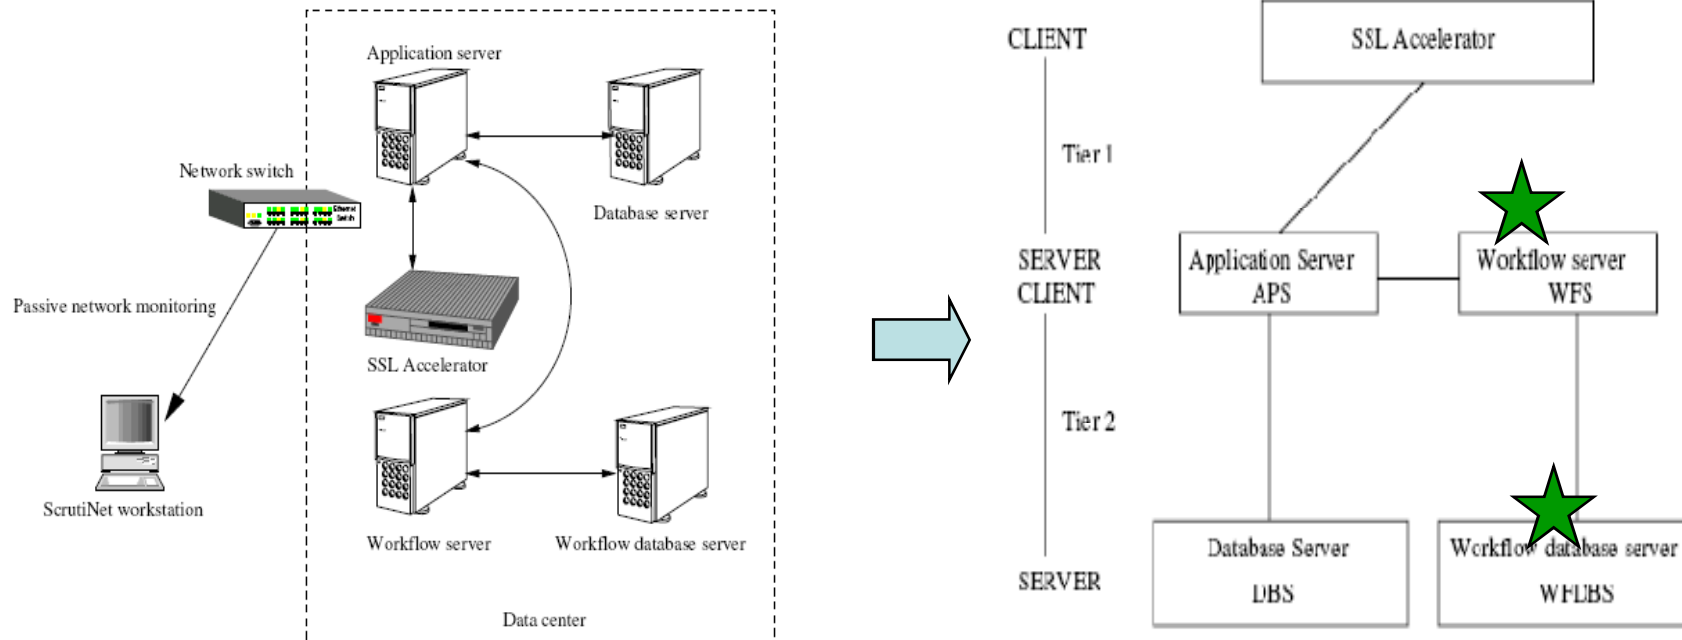 Application server
Network switch
Ethernet
Switch
Database server
Passive network monitoring
SSL Accelerator
ScrutiNet workstation
Workflow server
Workflow database server
Data center
CLIENT
SSL Accelerator
Tier 1
SERVER
CLIENT
Application Server
APS
Workflow server
WFS
Tier 2
SERVER
Database Server
DBS
Workflow database server
WFDBS